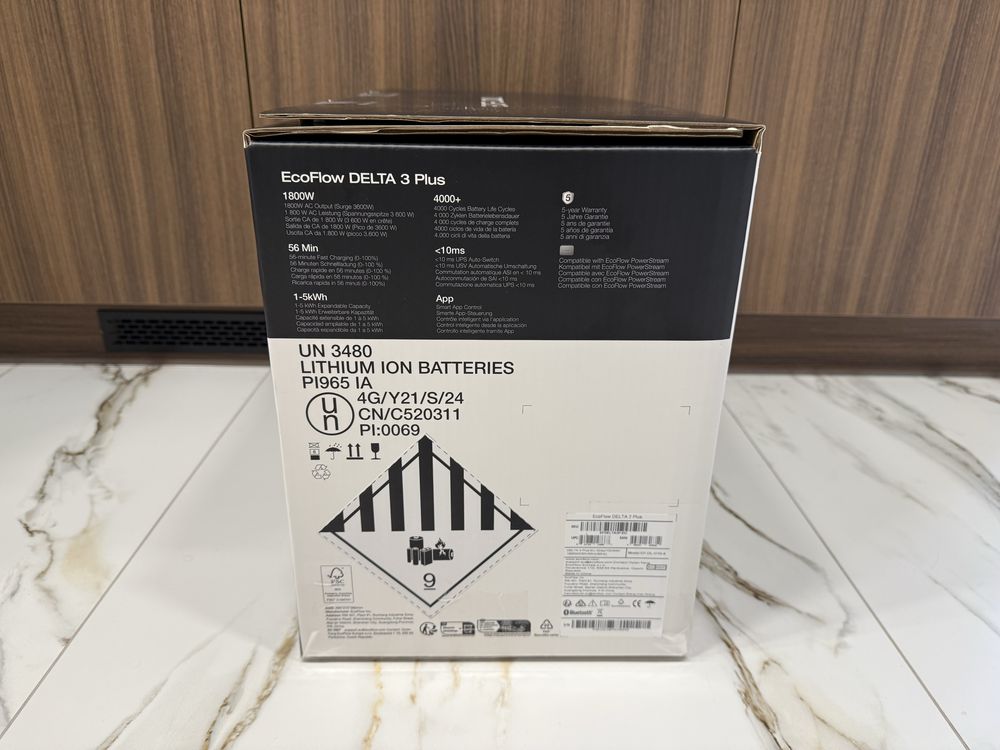 EcoFlow DELTA 3 Plus
1800W
1800W AC Output (Surge 3600W)
1 800 W AC Leistung (Spannungsspitze 3 600 W)
Sortie CA de 1 800 W (3 600 W en crête)
Salida de CA de 1800 W (Pico de 3600 W)
Uscita CA da 1.800 W (picco 3.600 W)
56 Min
56-minute Fast Charging (0-100%)
56 Minuten Schnellladung (0-100 %)
Charge rapide en 56 minutes (0-100 %)
Carga rápida en 56 minutos (0-100 %)
Ricarica rapida in 56 minuti (0-100%)
1-5kWh
1-5 kWh Expandable Capacity
1-5 kWh Erweiterbare Kapazität
Capacité extensible de 1 à 5 kWh
Capacidad ampliable de 1 a 5 kWh
Capacità espandibile da 1 a 5 kWh
4000+
4000 Cycles Battery Life Cycles
4 000 Zyklen Batterielebensdauer
4 000 cycles de charge complets
4000 ciclos de vida de la batería
4.000 cicli di vita della batteria
<10ms
<10 ms UPS Auto-Switch
<10 ms USV Automatische Umschaltung
Commutation automatique ASI en < 10 ms
Autoconmutación de SAI <10 ms
Commutazione automatica UPS <10 ms
App
Smart App Control
Smarte App-Steuerung
Contrôle intelligent via l'application
Control inteligente desde la aplicación
Controllo intelligente tramite App
5
5-year Warranty
5 Jahre Garantie
5 ans de garantie
5 años de garantía
5 anni di garanzia
Compatible with EcoFlow PowerStream
Kompatibel mit EcoFlow PowerStream
Compatible avec EcoFlow PowerStream
Compatible con EcoFlow PowerStream
Compatibile con EcoFlow PowerStream
UN 3480
LITHIUM ION BATTERIES
PI965 IA
un
4G/Y21/S/24
CN/C520311
PI:0069
9
FSC
EcoFlow DELTA 3 Plus
Bluetooth
CE
S/N